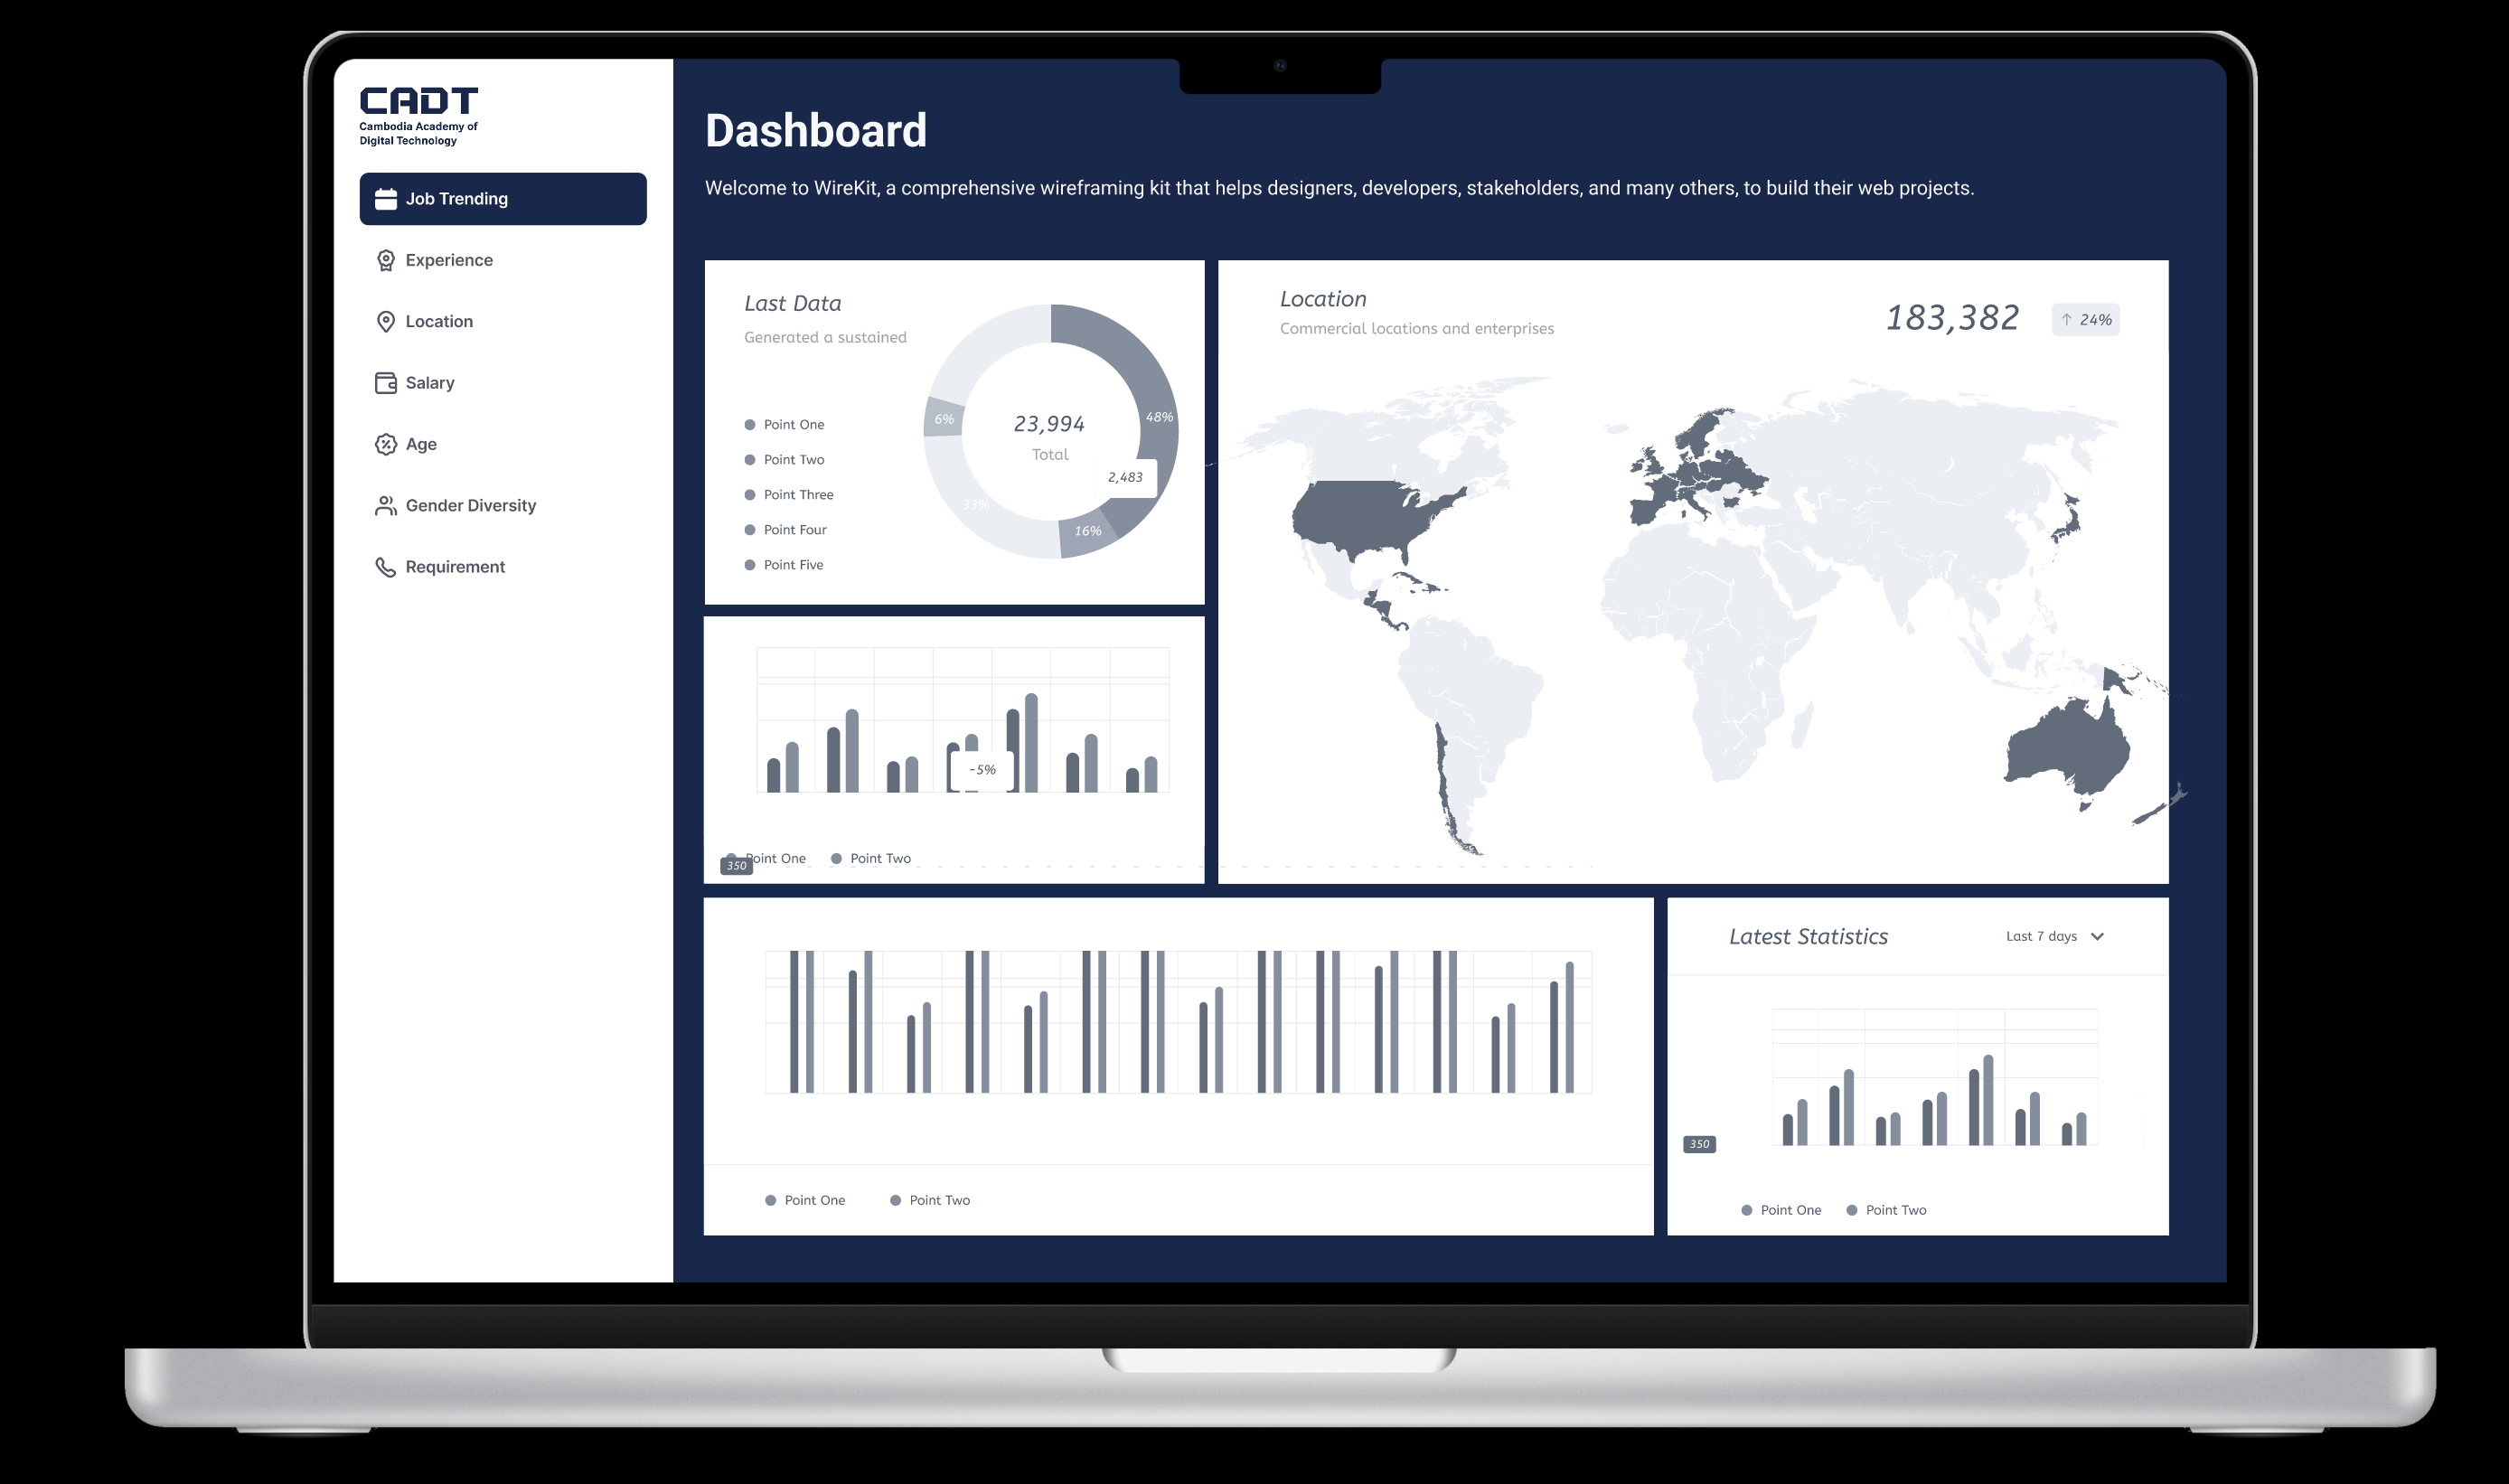 CADT
Cambodia Academy of
Digital Technology
Job Trending
Experience
Location
Salary
Age
Gender Diversity
Requirement
Dashboard
Welcome to WireKit, a comprehensive wireframing kit that helps designers, developers, stakeholders, and many others, to build their web projects.
Last Data
Generated a sustained
Point One
Point Two
Point Three
Point Four
Point Five
6%
48%
23,994
Total
2,483
33%
16%
Location
Commercial locations and enterprises
183,382
↑ 24%
-5%
Point One
Point Two
350
Point One
Point Two
Latest Statistics
Last 7 days
350
Point One
Point Two